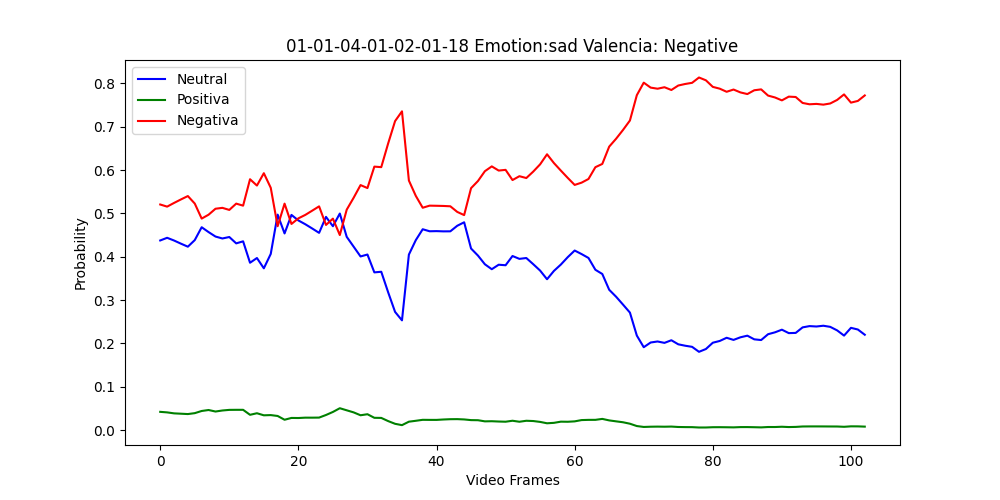 01-01-04-01-02-01-18 Emotion:sad Valencia: Negative
Neutral
Positiva
Negativa
Probability
0.8
0.7
0.6
0.5
0.4
0.3
0.2
0.1
0.0
0 20 40 60 80 100
Video Frames